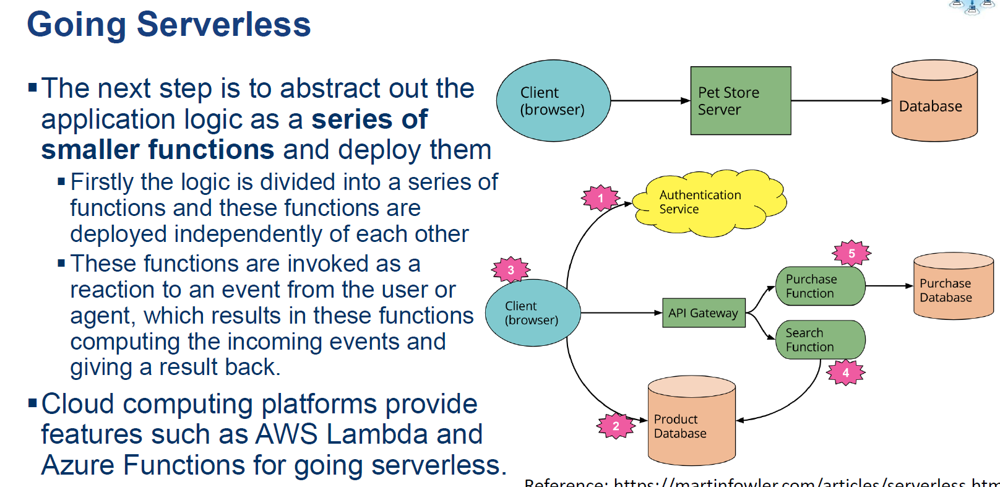 Going Serverless
▪The next step is to abstract out the
application logic as a series of
smaller functions and deploy them
▪Firstly the logic is divided into a series of
functions and these functions are
deployed independently of each other
▪These functions are invoked as a
reaction to an event from the user or
agent, which results in these functions
computing the incoming events and
giving a result back.
▪Cloud computing platforms provide
features such as AWS Lambda and
Azure Functions for going serverless.
Client
(browser)
Pet Store
Server
Database
1
Authentication
Service
3
Client
(browser)
API Gateway
5
Purchase
Function
Purchase
Database
Search
Function
4
2
Product
Database
Reference: https://martinfowler.com/articles/serverless.htm